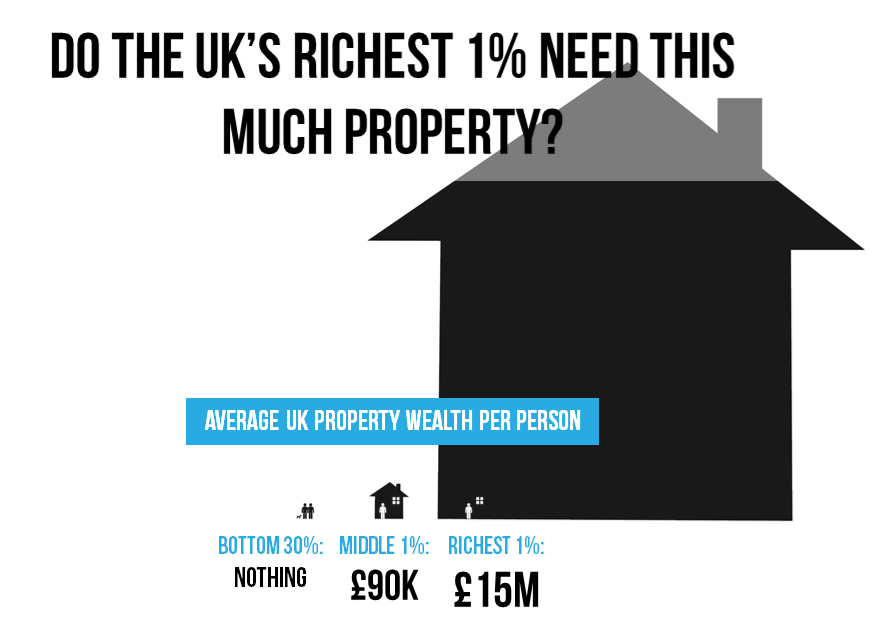 DO THE UK'S RICHEST 1% NEED THIS
MUCH PROPERTY?
AVERAGE UK PROPERTY WEALTH PER PERSON
BOTTOM 30%: MIDDLE 1%: RICHEST 1%:
NOTHING £90K £15M